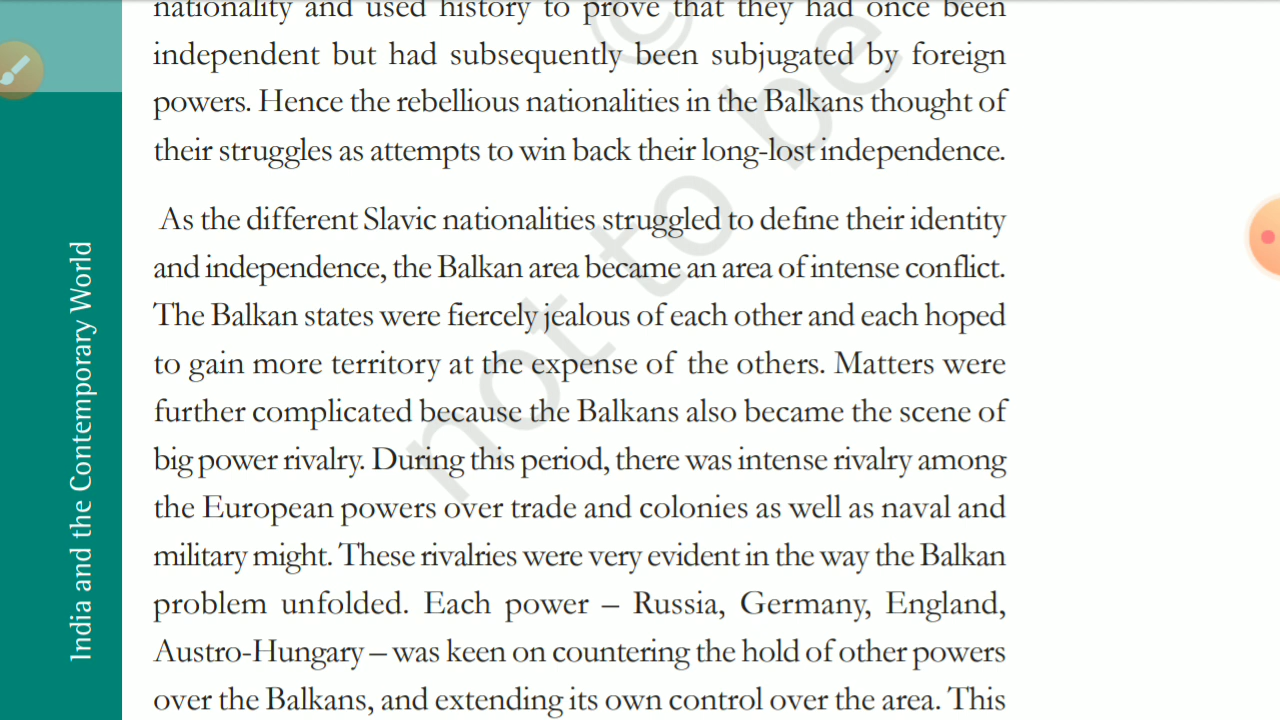 nationality and used history to prove that they had once been
independent but had subsequently been subjugated by foreign
powers. Hence the rebellious nationalities in the Balkans thought of
their struggles as attempts to win back their long-lost independence.
As the different Slavic nationalities struggled to define their identity
and independence, the Balkan area became an area of intense conflict.
The Balkan states were fiercely jealous of each other and each hoped
to gain more territory at the expense of the others. Matters were
further complicated because the Balkans also became the scene of
big power rivalry. During this period, there was intense rivalry among
the European powers over trade and colonies as well as naval and
military might. These rivalries were very evident in the way the Balkan
problem unfolded. Each power – Russia, Germany, England,
Austro-Hungary – was keen on countering the hold of other powers
over the Balkans, and extending its own control over the area. This
India and the Contemporary World
©
not to be